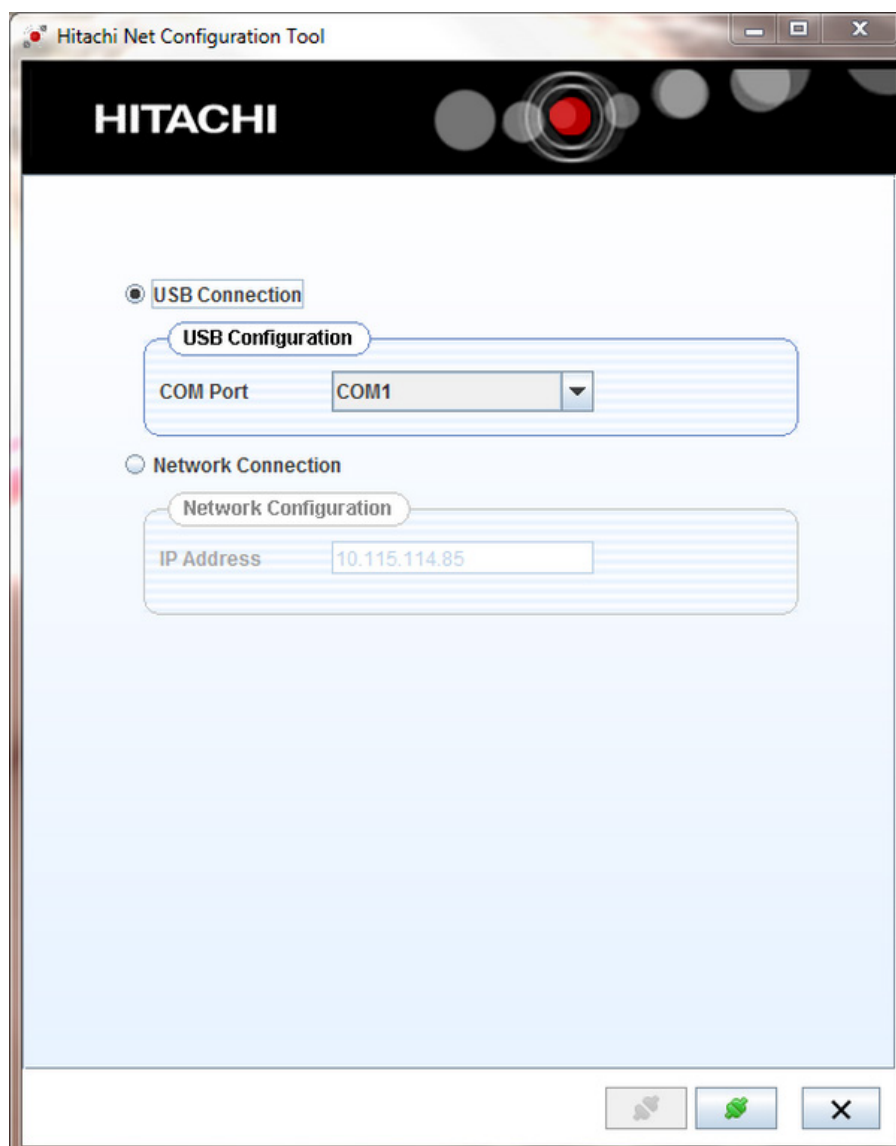 Hitachi Net Configuration Tool
HITACHI
USB Connection
USB Configuration
COM Port COM1
Network Connection
Network Configuration
IP Address 10.115.114.85